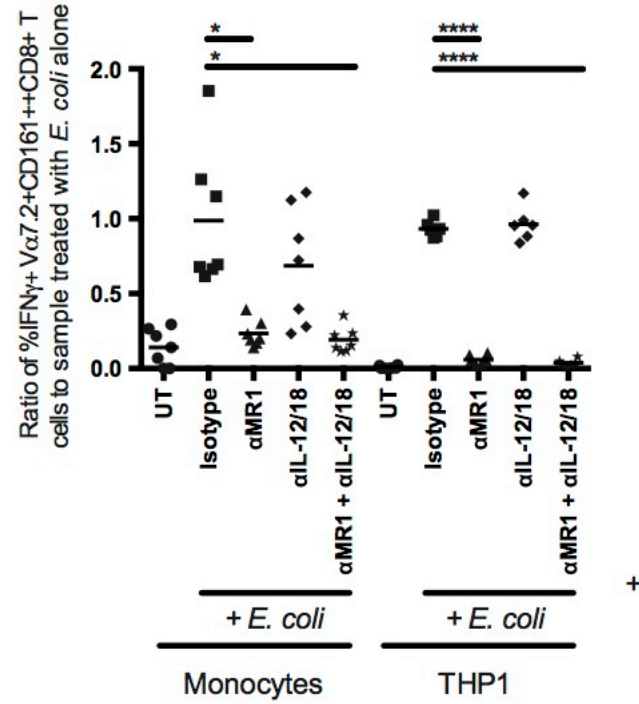 Ratio of %IFNγ+ Vα7.2+CD161++CD8+ T
cells to sample treated with E. coli alone
*
*
****
****
2.0
1.5
1.0
0.5
0.0
UT
Isotype
αMR1
αIL-12/18
αMR1 + αIL-12/18
UT
Isotype
αMR1
αIL-12/18
αMR1 + αIL-12/18
+
+ E. coli
+ E. coli
Monocytes
THP1